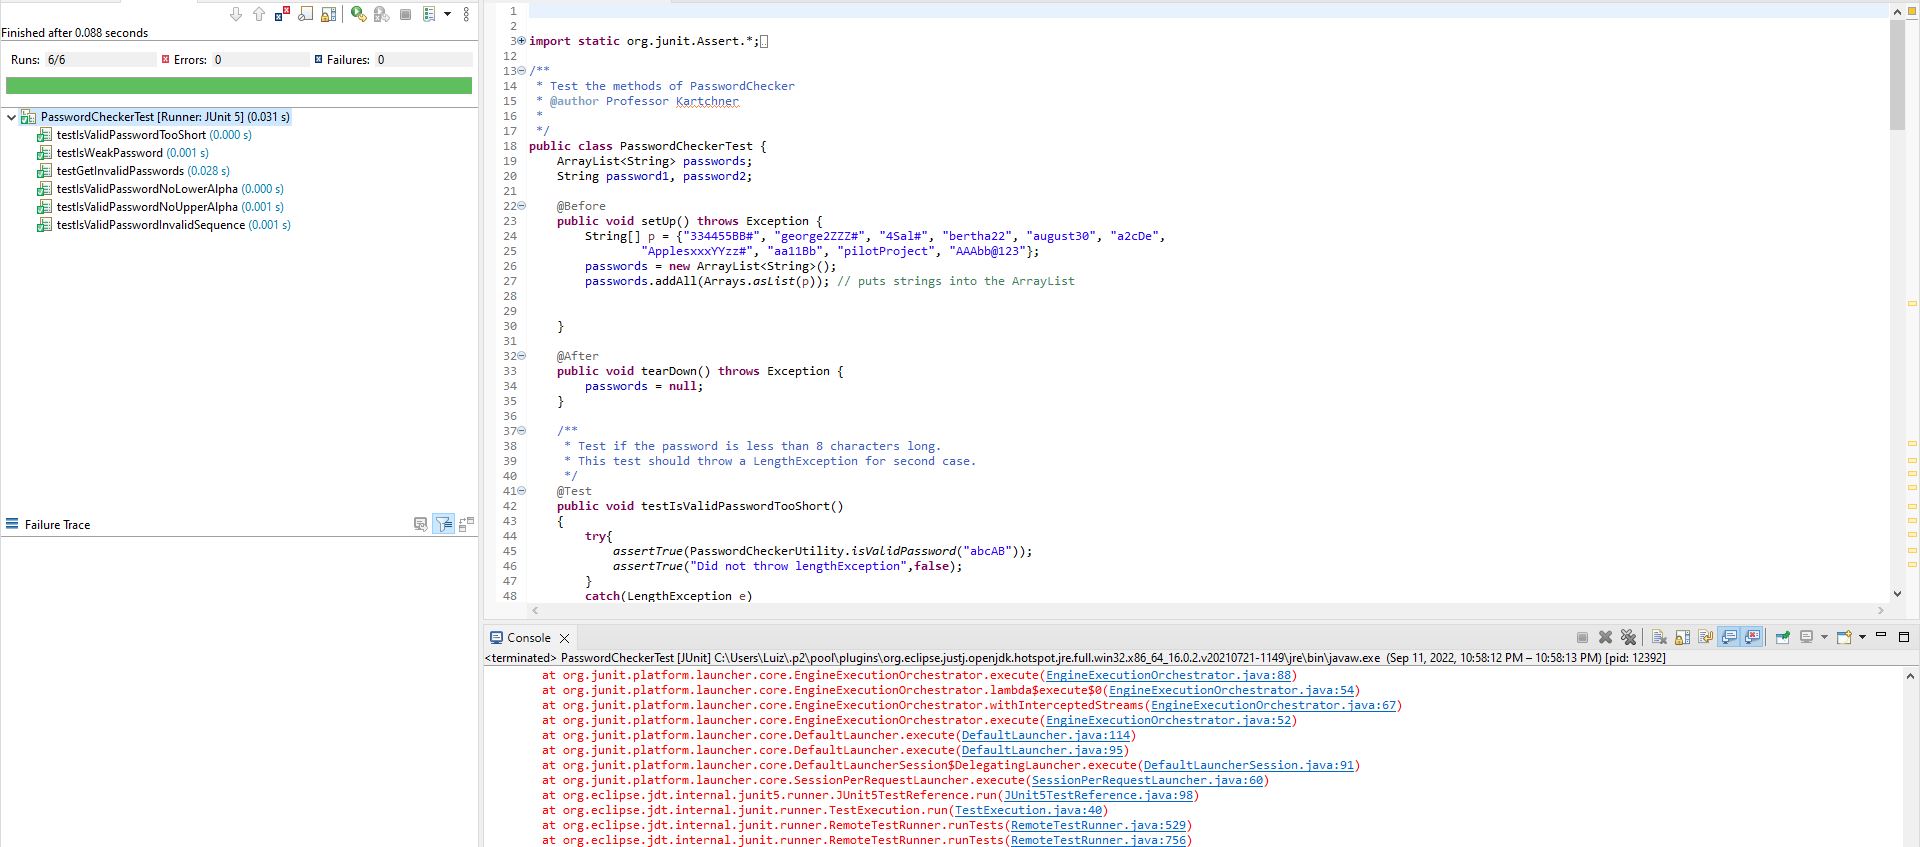 Finished after 0.088 seconds
Runs: 6/6 Errors: 0 Failures: 0
PasswordCheckerTest [Runner: JUnit 5] (0.031 s)
testIsValidPasswordTooShort (0.000 s)
testIsWeakPassword (0.001 s)
testGetInvalidPasswords (0.028 s)
testIsValidPasswordNoLowerAlpha (0.000 s)
testIsValidPasswordNoUpperAlpha (0.001 s)
testIsValidPasswordInvalidSequence (0.001 s)
Failure Trace
1
2
3 import static org.junit.Assert.*;
12
13 /**
14 * Test the methods of PasswordChecker
15 * @author Professor Kartchner
16 *
17 */
18 public class PasswordCheckerTest {
19 ArrayList<String> passwords;
20 String password1, password2;
21
22 @Before
23 public void setUp() throws Exception {
24 String[] p = {"334455BB#", "george2ZZZ#", "4Sal#", "bertha22", "august30", "a2cDe",
25 "ApplesxxxYYzz#", "aa11Bb", "pilotProject", "AAAbb@123"};
26 passwords = new ArrayList<String>();
27 passwords.addAll(Arrays.asList(p)); // puts strings into the ArrayList
28
29
30 }
31
32 @After
33 public void tearDown() throws Exception {
34 passwords = null;
35 }
36
37 /**
38 * Test if the password is less than 8 characters long.
39 * This test should throw a LengthException for second case.
40 */
41 @Test
42 public void testIsValidPasswordTooShort()
43 {
44 try{
45 assertTrue(PasswordCheckerUtility.isValidPassword("abcAB"));
46 assertTrue("Did not throw lengthException",false);
47 }
48 catch(LengthException e)
Console
<terminated> PasswordCheckerTest [JUnit] C:\Users\Luiz\.p2\pool\plugins\org.eclipse.justj.openjdk.hotspot.jre.full.win32.x86_64_16.0.2.v20210721-1149\jre\bin\javaw.exe (Sep 11, 2022, 10:58:12 PM – 10:58:13 PM) [pid: 12392]
at org.junit.platform.launcher.core.EngineExecutionOrchestrator.execute(EngineExecutionOrchestrator.java:88)
at org.junit.platform.launcher.core.EngineExecutionOrchestrator.lambda$execute$0(EngineExecutionOrchestrator.java:54)
at org.junit.platform.launcher.core.EngineExecutionOrchestrator.withInterceptedStreams(EngineExecutionOrchestrator.java:67)
at org.junit.platform.launcher.core.EngineExecutionOrchestrator.execute(EngineExecutionOrchestrator.java:52)
at org.junit.platform.launcher.core.DefaultLauncher.execute(DefaultLauncher.java:114)
at org.junit.platform.launcher.core.DefaultLauncher.execute(DefaultLauncher.java:95)
at org.junit.platform.launcher.core.DefaultLauncherSession$DelegatingLauncher.execute(DefaultLauncherSession.java:91)
at org.junit.platform.launcher.core.SessionPerRequestLauncher.execute(SessionPerRequestLauncher.java:60)
at org.eclipse.jdt.internal.junit5.runner.JUnit5TestReference.run(JUnit5TestReference.java:98)
at org.eclipse.jdt.internal.junit.runner.TestExecution.run(TestExecution.java:40)
at org.eclipse.jdt.internal.junit.runner.RemoteTestRunner.runTests(RemoteTestRunner.java:529)
at org.eclipse.jdt.internal.junit.runner.RemoteTestRunner.runTests(RemoteTestRunner.java:756)